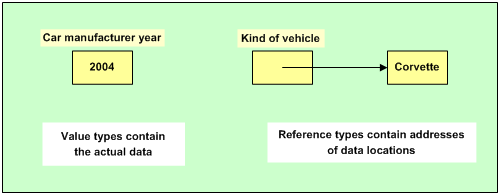 Car manufacturer year
Kind of vehicle
2004
Corvette
Value types contain
the actual data
Reference types contain addresses
of data locations